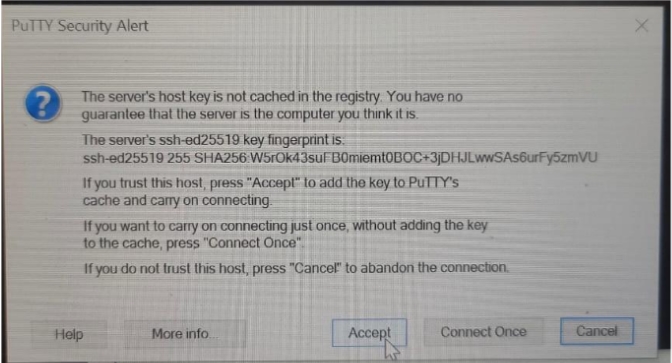 PuTTY Security Alert
The server's host key is not cached in the registry. You have no
guarantee that the server is the computer you think it is.
The server's ssh-ed25519 key fingerprint is:
ssh-ed25519 255 SHA256:W5rOk43suFB0miemt0BOC+3jDHJLwwSAs6urFy5zmVU
If you trust this host, press "Accept" to add the key to PuTTY's
cache and carry on connecting.
If you want to carry on connecting just once, without adding the key
to the cache, press "Connect Once".
If you do not trust this host, press "Cancel" to abandon the connection.
Help More info... Accept Connect Once Cancel